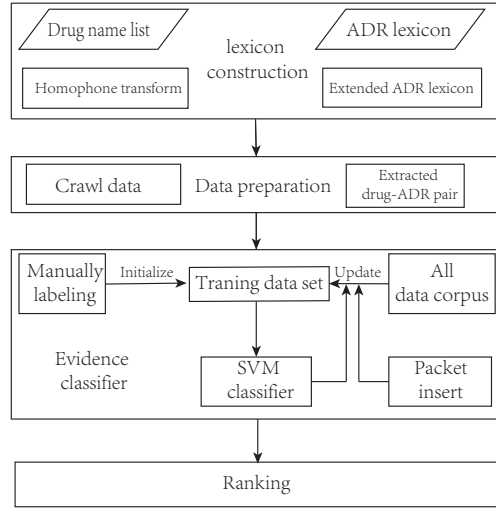 Drug name list
ADR lexicon
lexicon
construction
Homophone transform
Extended ADR lexicon
Crawl data
Data preparation
Extracted
drug-ADR pair
Manually
labeling
Initialize
Traning data set
Update
All
data corpus
Evidence
classifier
SVM
classifier
Packet
insert
Ranking